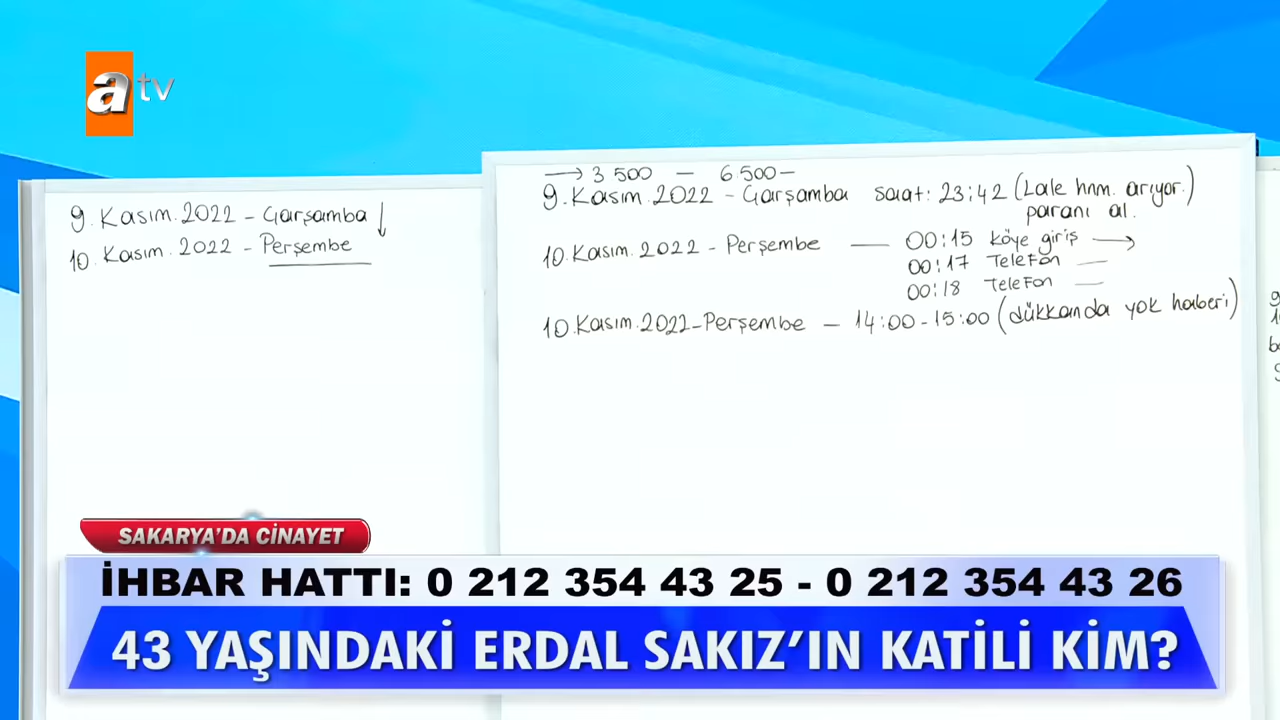 atv
9. Kasım.2022 - Çarşamba ↓
10. Kasım.2022 - Perşembe
→ 3 500 — 6 500 —
9. Kasım.2022 - Çarşamba saat: 23:42 (Lale hnm. arıyor.)
paranı al.
10.Kasım.2022 - Perşembe — 00:15 köye giriş →
00:17 Telefon —
00:18 Telefon —
10.Kasım.2022-Perşembe — 14:00-15:00 (dükkanda yok haberi)
SAKARYA'DA CİNAYET
İHBAR HATTI: 0 212 354 43 25 - 0 212 354 43 26
43 YAŞINDAKİ ERDAL SAKIZ'IN KATİLİ KİM?